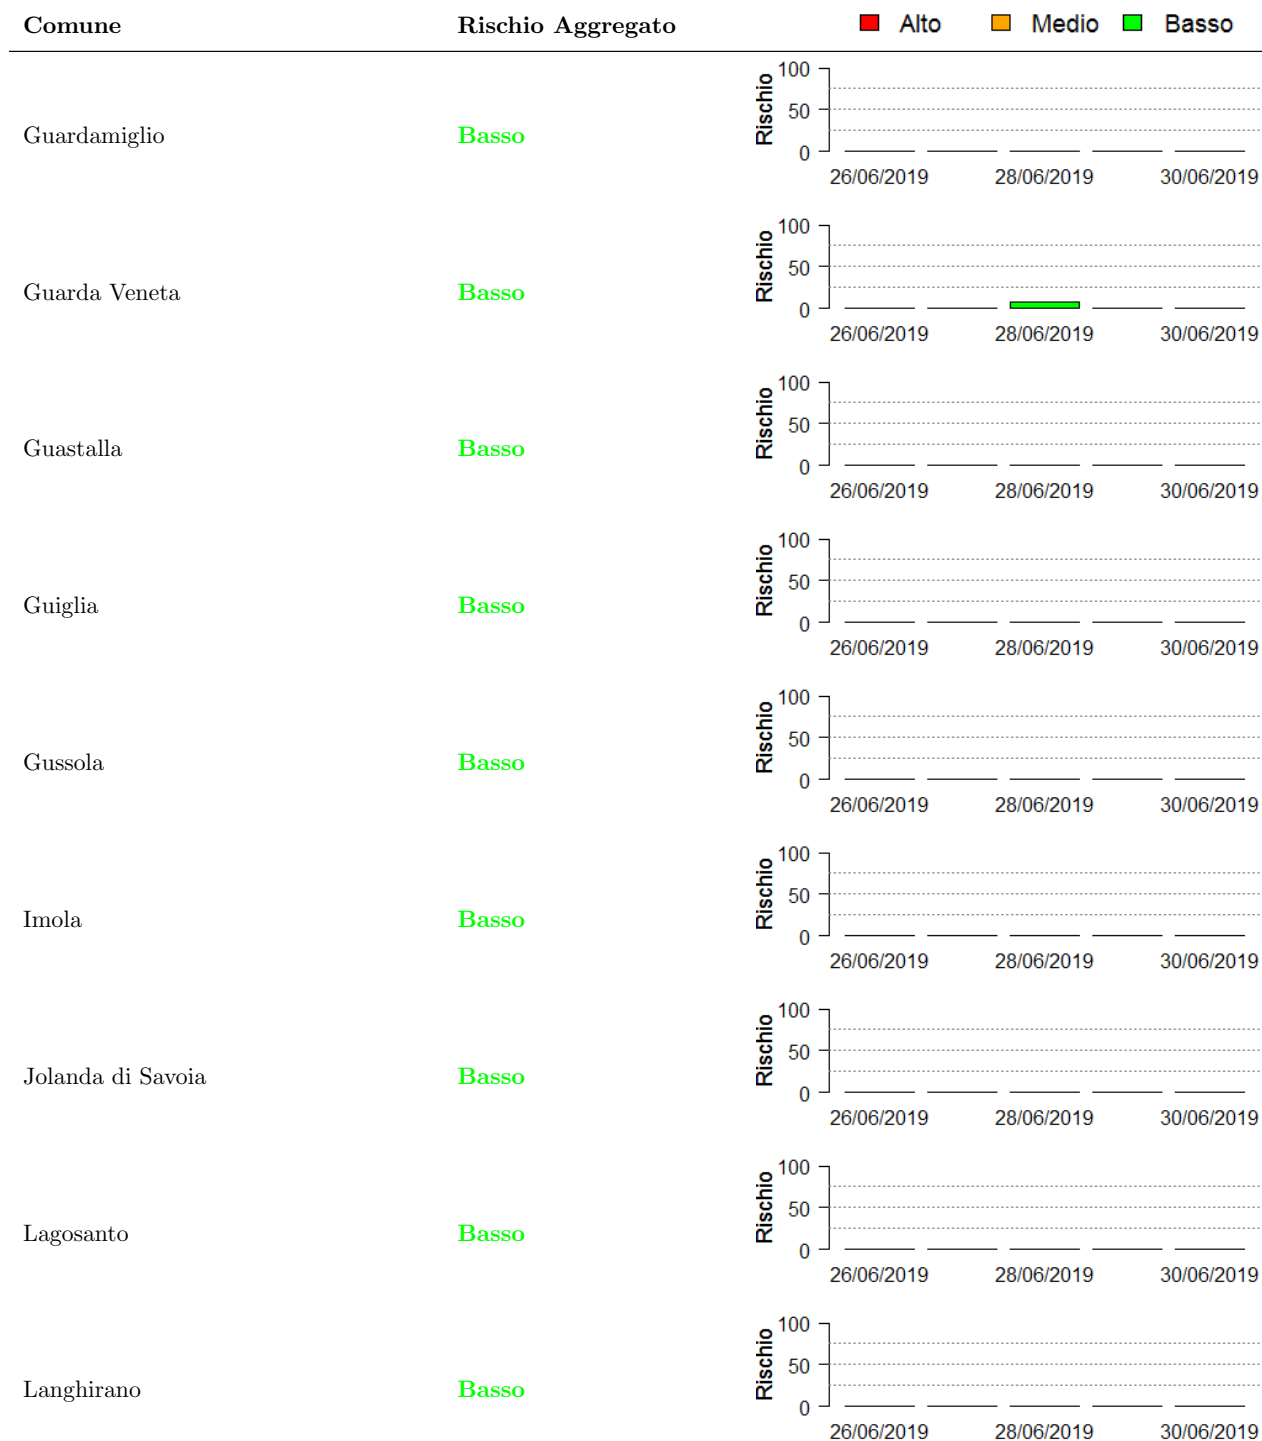 Comune Rischio Aggregato Alto Medio Basso
Guardamiglio Basso Rischio 100 50 0
26/06/2019 28/06/2019 30/06/2019
Guarda Veneta Basso Rischio 100 50 0
26/06/2019 28/06/2019 30/06/2019
Guastalla Basso Rischio 100 50 0
26/06/2019 28/06/2019 30/06/2019
Guiglia Basso Rischio 100 50 0
26/06/2019 28/06/2019 30/06/2019
Gussola Basso Rischio 100 50 0
26/06/2019 28/06/2019 30/06/2019
Imola Basso Rischio 100 50 0
26/06/2019 28/06/2019 30/06/2019
Jolanda di Savoia Basso Rischio 100 50 0
26/06/2019 28/06/2019 30/06/2019
Lagosanto Basso Rischio 100 50 0
26/06/2019 28/06/2019 30/06/2019
Langhirano Basso Rischio 100 50 0
26/06/2019 28/06/2019 30/06/2019